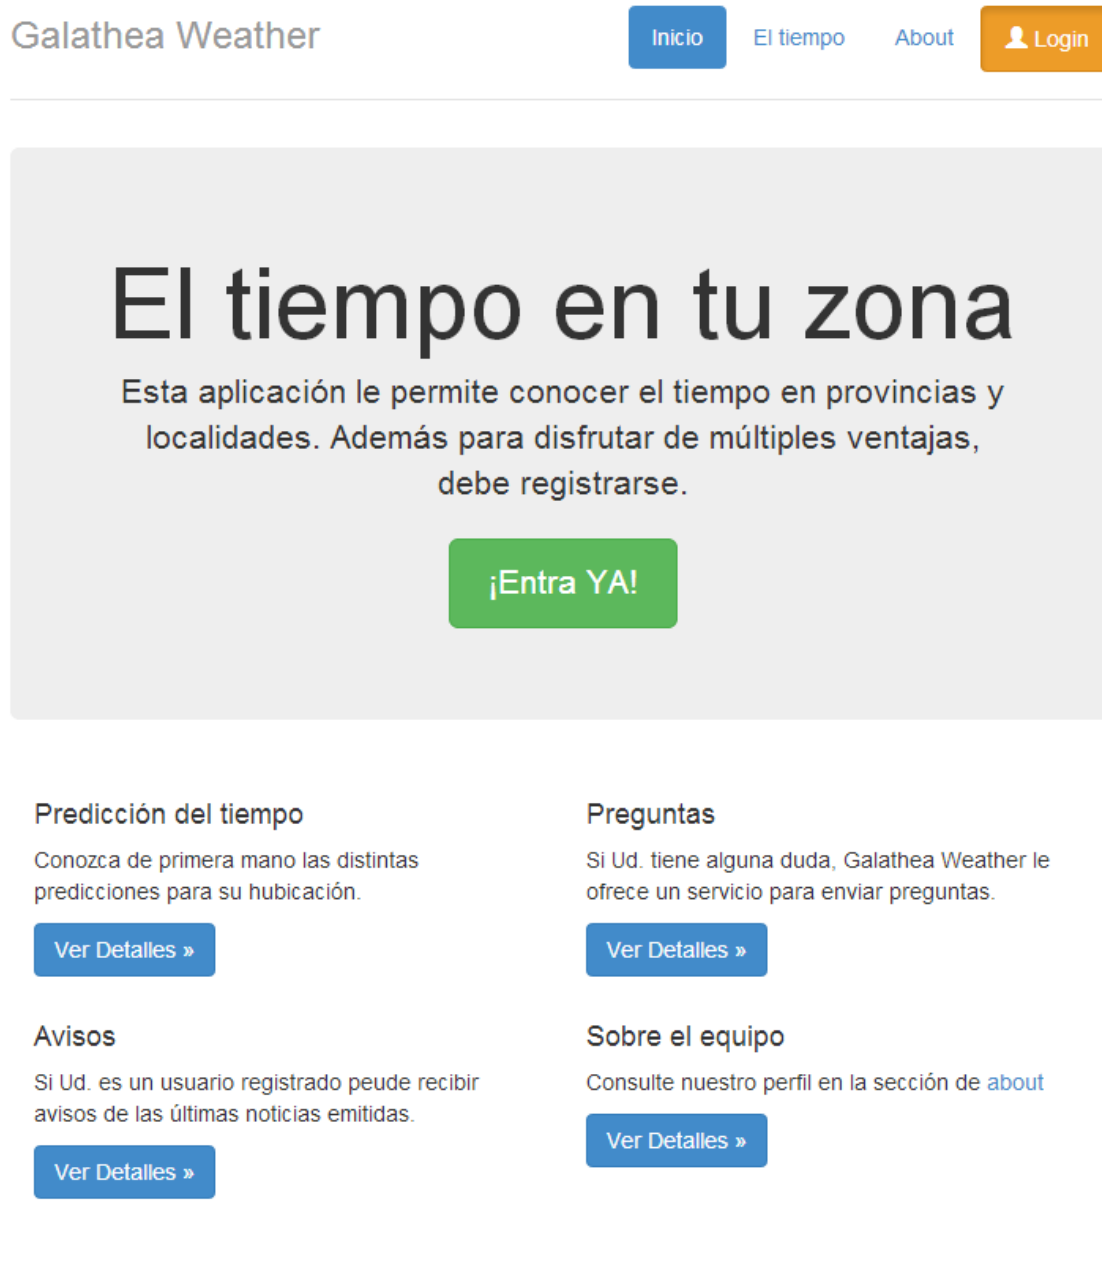 Galathea Weather
Inicio
El tiempo
About
Login
El tiempo en tu zona
Esta aplicación le permite conocer el tiempo en provincias y
localidades. Además para disfrutar de múltiples ventajas,
debe registrarse.
¡Entra YA!
Predicción del tiempo
Conozca de primera mano las distintas
predicciones para su hubicación.
Ver Detalles »
Preguntas
Si Ud. tiene alguna duda, Galathea Weather le
ofrece un servicio para enviar preguntas.
Ver Detalles »
Avisos
Si Ud. es un usuario registrado peude recibir
avisos de las últimas noticias emitidas.
Ver Detalles »
Sobre el equipo
Consulte nuestro perfil en la sección de about
Ver Detalles »